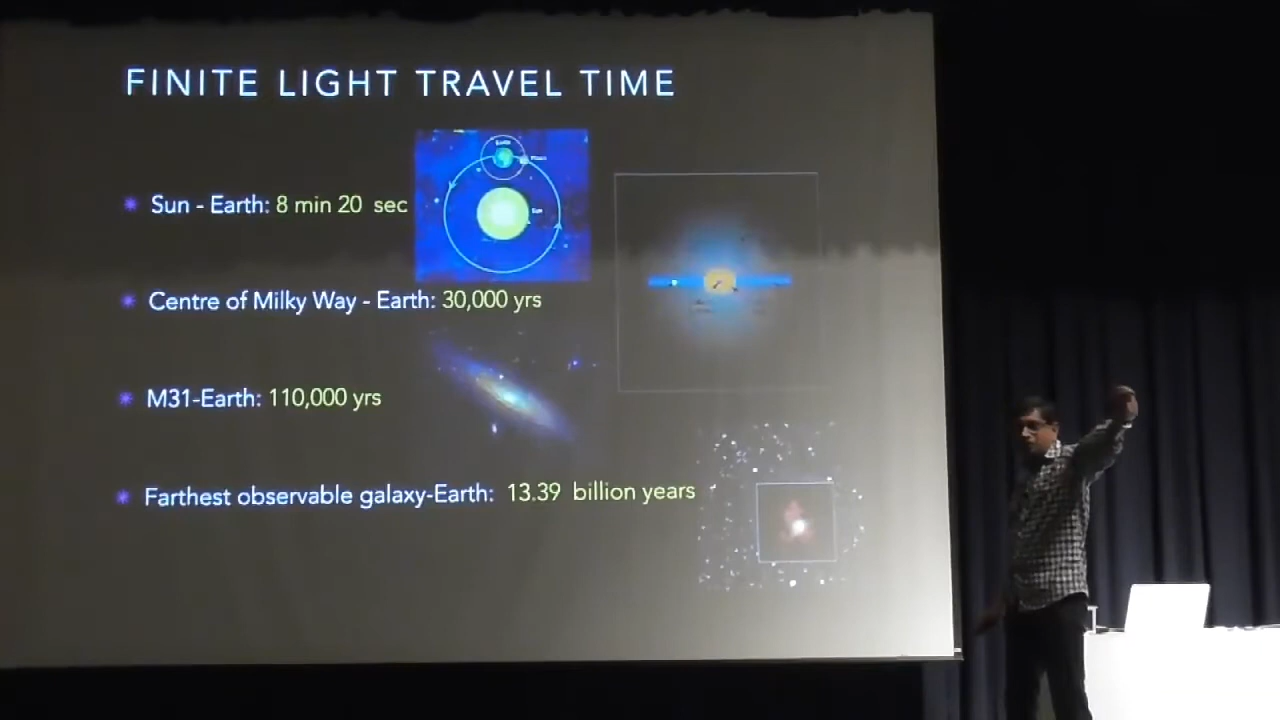 FINITE LIGHT TRAVEL TIME
Sun - Earth: 8 min 20 sec
Centre of Milky Way - Earth: 30,000 yrs
M31-Earth: 110,000 yrs
Farthest observable galaxy-Earth: 13.39 billion years